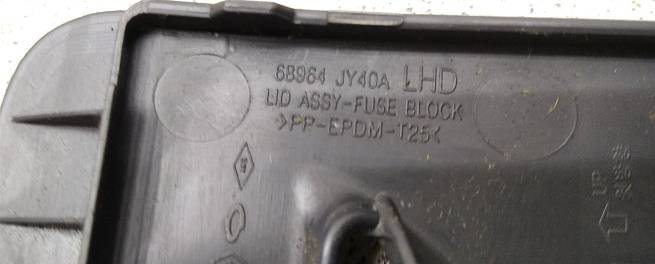 68964 JY40A LHD
LID ASSY-FUSE BLOCK
>PP-EPDM-T25<
UP